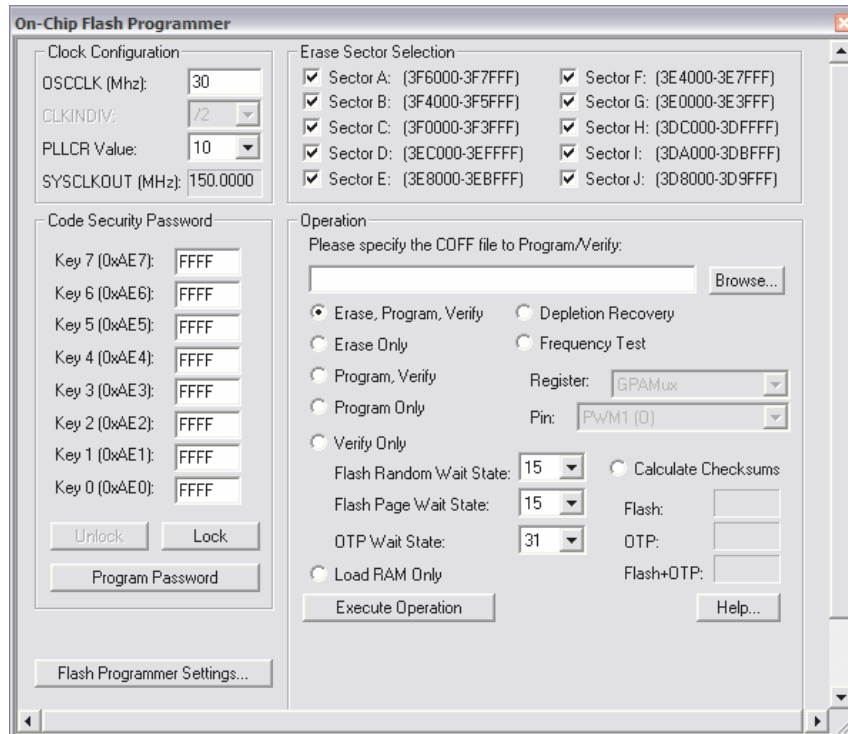 On-Chip Flash Programmer
Clock Configuration
OSCCLK (Mhz): 30
CLKINDIV: /2
PLLCR Value: 10
SYSCLKOUT (MHz): 150.0000
Erase Sector Selection
Sector A: (3F6000-3F7FFF) Sector F: (3E4000-3E7FFF)
Sector B: (3F4000-3F5FFF) Sector G: (3E0000-3E3FFF)
Sector C: (3F0000-3F3FFF) Sector H: (3DC000-3DFFFF)
Sector D: (3EC000-3EFFFF) Sector I: (3DA000-3DBFFF)
Sector E: (3E8000-3EBFFF) Sector J: (3D8000-3D9FFF)
Code Security Password
Key 7 (0xAE7): FFFF
Key 6 (0xAE6): FFFF
Key 5 (0xAE5): FFFF
Key 4 (0xAE4): FFFF
Key 3 (0xAE3): FFFF
Key 2 (0xAE2): FFFF
Key 1 (0xAE1): FFFF
Key 0 (0xAE0): FFFF
Unlock Lock
Program Password
Flash Programmer Settings...
Operation
Please specify the COFF file to Program/Verify:
Browse...
Erase, Program, Verify Depletion Recovery
Erase Only Frequency Test
Program, Verify Register: GPAMux
Program Only Pin: PWM1 (0)
Verify Only
Flash Random Wait State: 15 Calculate Checksums
Flash Page Wait State: 15 Flash:
OTP Wait State: 31 OTP:
Load RAM Only Flash+OTP:
Execute Operation Help...